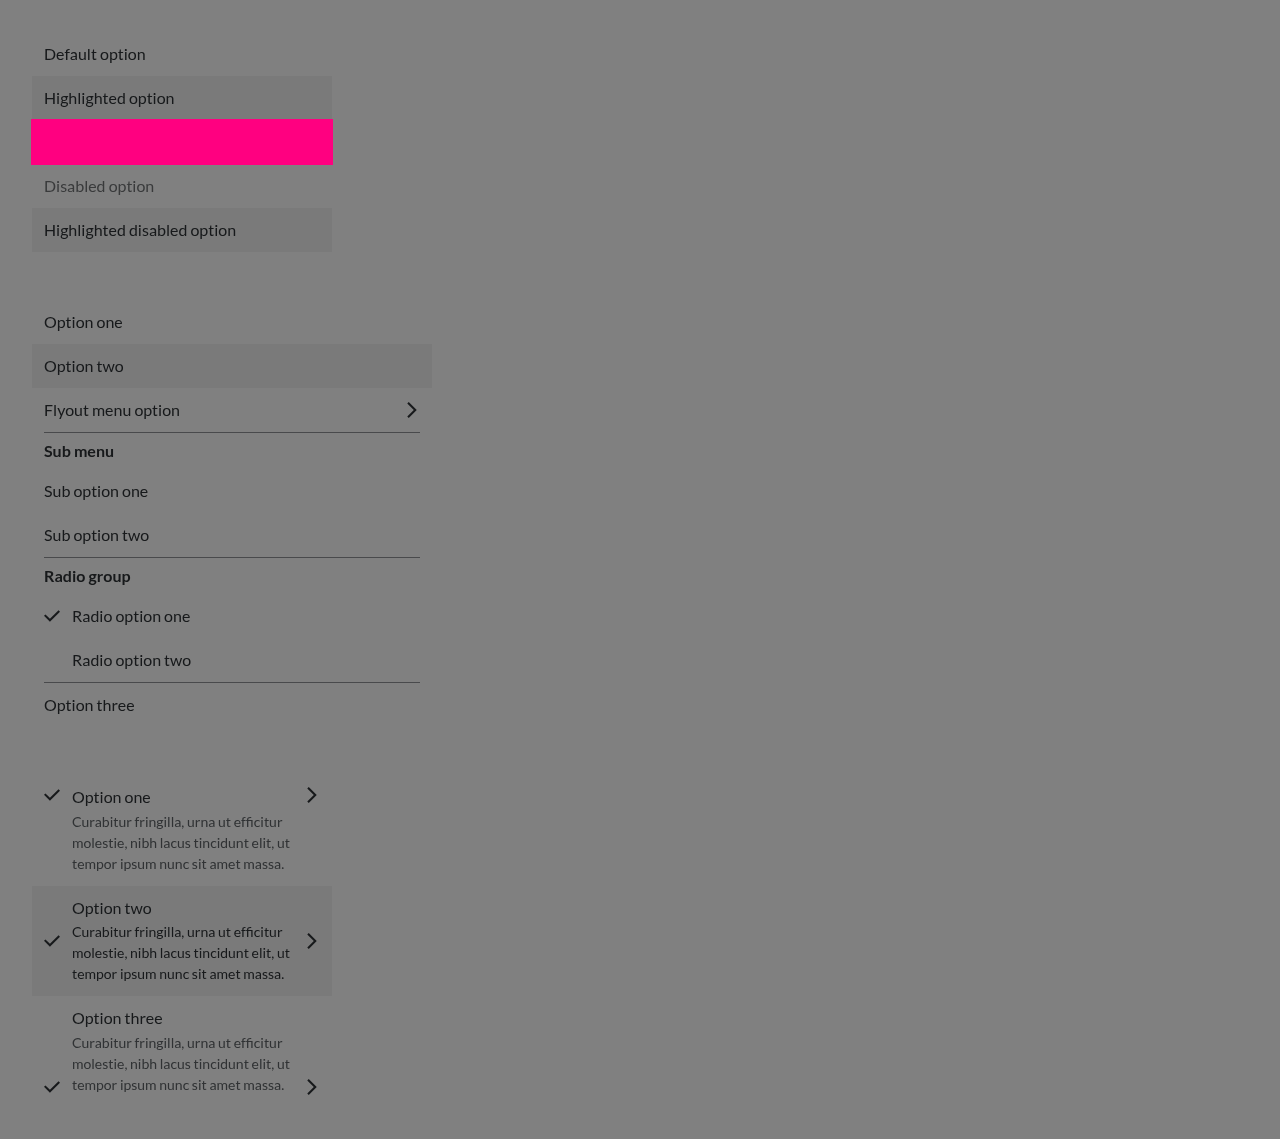 Default option
Highlighted option
Disabled option
Highlighted disabled option
Option one
Option two
Flyout menu option
Sub menu
Sub option one
Sub option two
Radio group
Radio option one
Radio option two
Option three
Option one
Curabitur fringilla, urna ut efficitur
molestie, nibh lacus tincidunt elit, ut
tempor ipsum nunc sit amet massa.
Option two
Curabitur fringilla, urna ut efficitur
molestie, nibh lacus tincidunt elit, ut
tempor ipsum nunc sit amet massa.
Option three
Curabitur fringilla, urna ut efficitur
molestie, nibh lacus tincidunt elit, ut
tempor ipsum nunc sit amet massa.